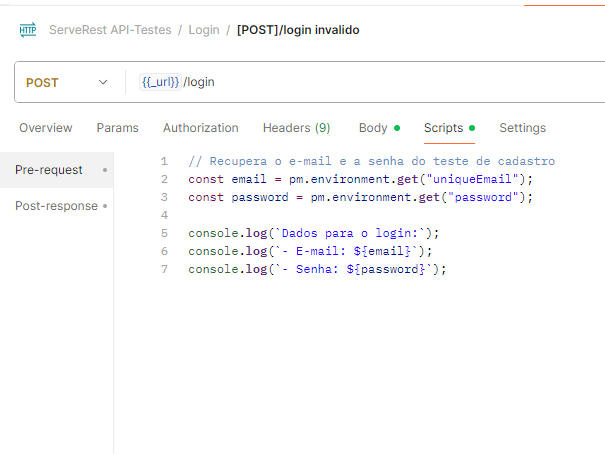 HTTP ServeRest API-Testes / Login / [POST]/login invalido
POST {{_url}} /login
Overview Params Authorization Headers (9) Body Scripts Settings
Pre-request
Post-response
1 // Recupera o e-mail e a senha do teste de cadastro
2 const email = pm.environment.get("uniqueEmail");
3 const password = pm.environment.get("password");
4
5 console.log(`Dados para o login:`);
6 console.log(`- E-mail: ${email}`);
7 console.log(`- Senha: ${password}`);